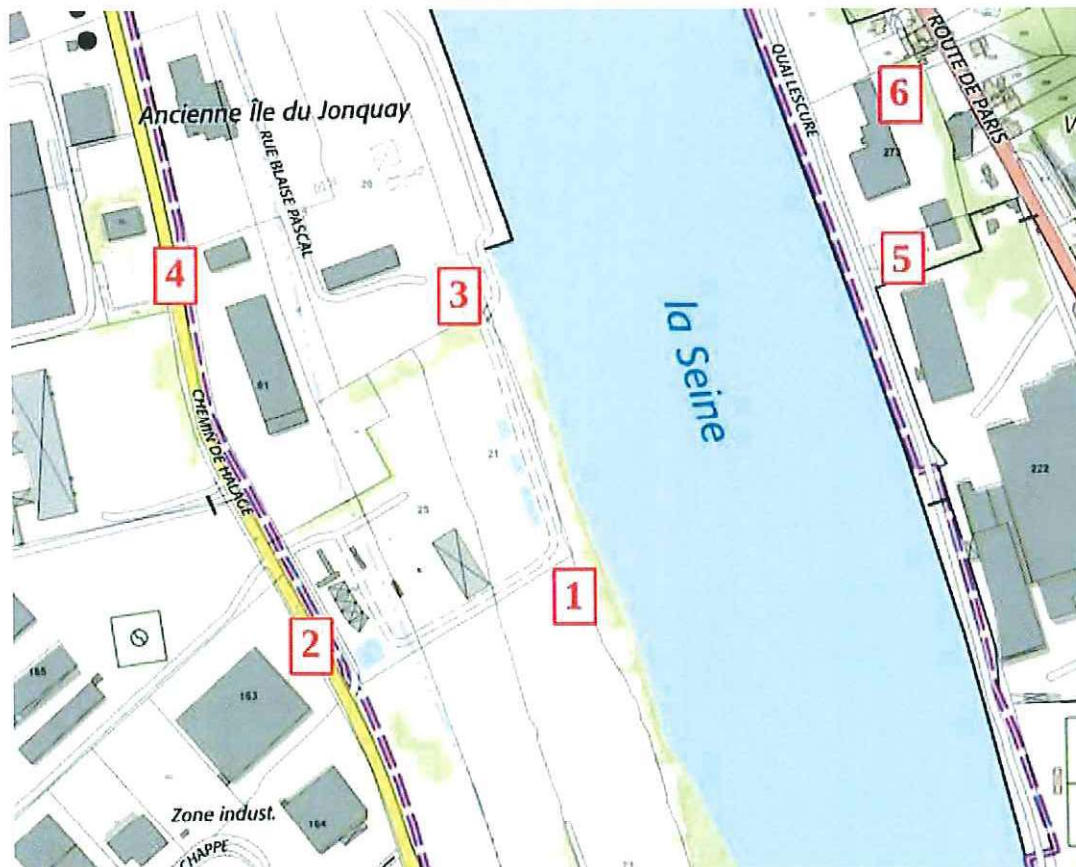 QUAI LESCURE
ROUTE DE PARIS
6
Ancienne Île du Jonquay
RUE BLAISE PASCAL
273
20
5
4
3
la Seine
81
CHEMIN DE HALAGE
21
222
25
1
2
165
163
Zone indust.
164
CHAPPE